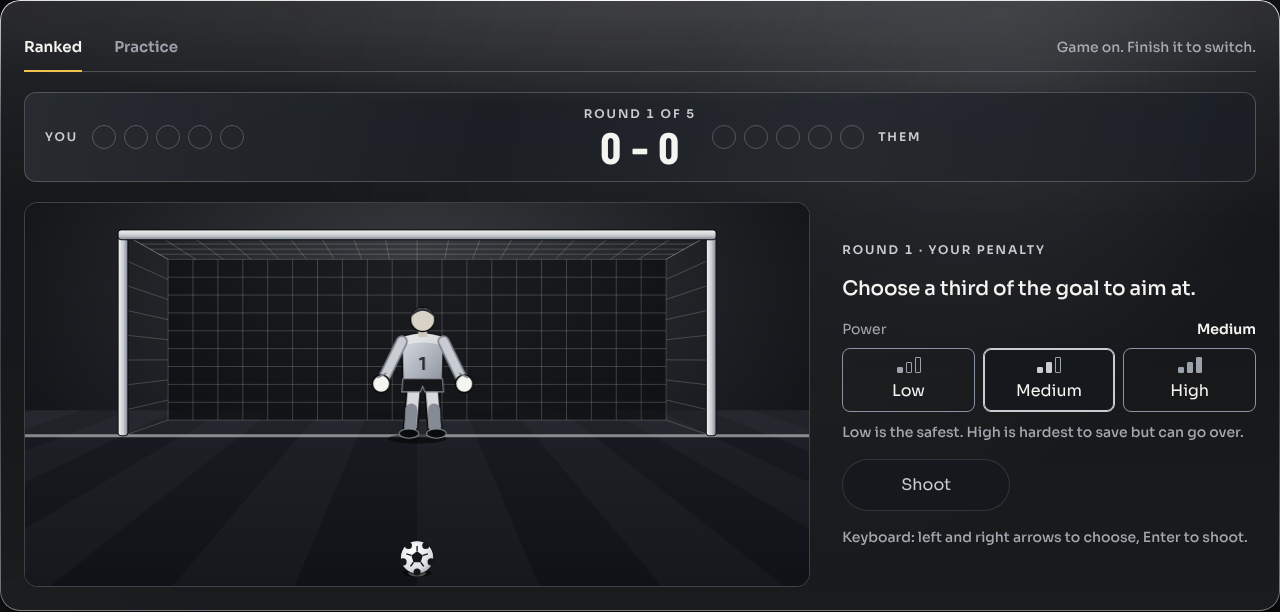 Ranked Practice Game on. Finish it to switch.
ROUND 1 OF 5
YOU 0 – 0 THEM
ROUND 1 · YOUR PENALTY
Choose a third of the goal to aim at.
Power Medium
1
Low Medium High
Low is the safest. High is hardest to save but can go over.
Shoot
Keyboard: left and right arrows to choose, Enter to shoot.